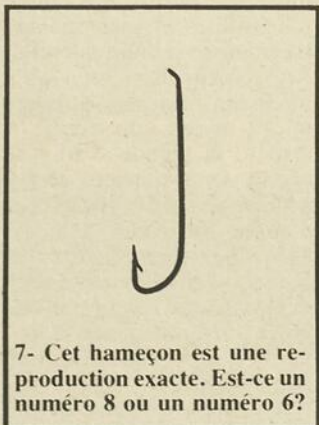 7- Cet hameçon est une re-
production exacte. Est-ce un
numéro 8 ou un numéro 6?